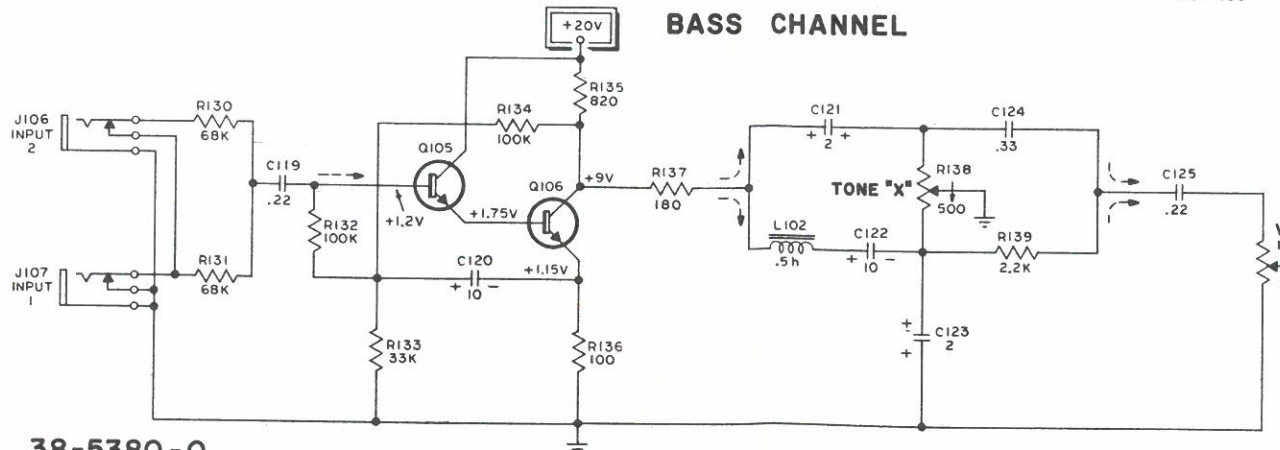 BASS CHANNEL
+20V
R135
820
R134
100K
J106
INPUT
2
R130
68K
Q105
C119
.22
+1.2V
R132
100K
+1.75V
Q106
+9V
R137
180
C121
+ 2 +
C124
.33
TONE "X"
R138
500
C125
.22
L102
.5h
C122
+ 10 -
R139
2.2K
J107
INPUT
1
R131
68K
C120
+ 10 -
+1.15V
R133
33K
R136
100
+
+
C123
2
V
38-5380-0